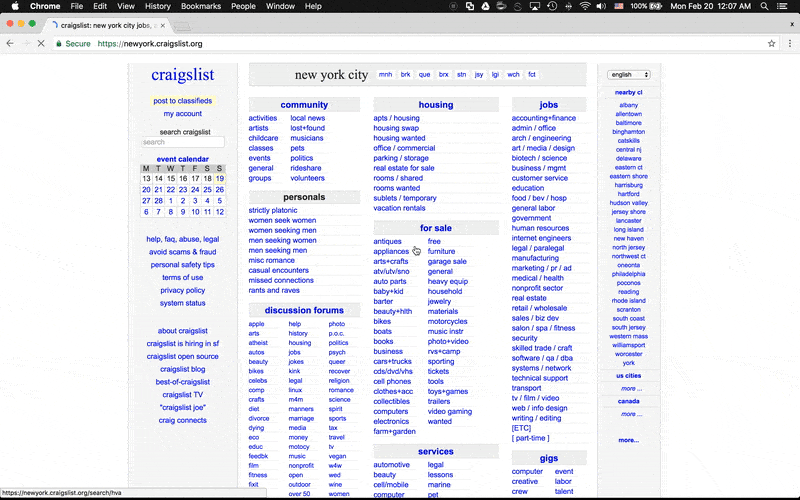 Chrome File Edit View History Bookmarks People Window Help 100% Mon Feb 20 12:07 AM
craigslist: new york city jobs, a
Secure https://newyork.craigslist.org
craigslist
post to classifieds
my account
search craigslist
search
event calendar
M T W T F S S
13 14 15 16 17 18 19
20 21 22 23 24 25 26
27 28 1 2 3 4 5
6 7 8 9 10 11 12
help, faq, abuse, legal
avoid scams & fraud
personal safety tips
terms of use
privacy policy
system status
about craigslist
craigslist is hiring in sf
craigslist open source
craigslist blog
best-of-craigslist
craigslist TV
"craigslist joe"
craig connects
new york city mnh brk que brx stn jsy lgi wch fct
community
activities local news
artists lost+found
childcare musicians
classes pets
events politics
general rideshare
groups volunteers
personals
strictly platonic
women seek women
women seeking men
men seeking women
men seeking men
misc romance
casual encounters
missed connections
rants and raves
discussion forums
apple help photo
arts history p.o.c.
atheist housing politics
autos jobs psych
beauty jokes queer
bikes kink recover
celebs legal religion
comp linux romance
crafts m4m science
diet manners spirit
divorce marriage sports
dying media tax
eco money travel
educ motocy tv
feedbk music vegan
film nonprofit w4w
fitness open wed
fixit outdoor wine
over 50 women
housing
apts / housing
housing swap
housing wanted
office / commercial
parking / storage
real estate for sale
rooms / shared
rooms wanted
sublets / temporary
vacation rentals
for sale
antiques free
appliances furniture
arts+crafts garage sale
atv/utv/sno general
auto parts heavy equip
baby+kid household
barter jewelry
beauty+hlth materials
bikes motorcycles
boats music instr
books photo+video
business rvs+camp
cars+trucks sporting
cds/dvd/vhs tickets
cell phones tools
clothes+acc toys+games
collectibles trailers
computers video gaming
electronics wanted
farm+garden
services
automotive legal
beauty lessons
cell/mobile marine
computer pet
jobs
accounting+finance
admin / office
arch / engineering
art / media / design
biotech / science
business / mgmt
customer service
education
food / bev / hosp
general labor
government
human resources
internet engineers
legal / paralegal
manufacturing
marketing / pr / ad
medical / health
nonprofit sector
real estate
retail / wholesale
sales / biz dev
salon / spa / fitness
security
skilled trade / craft
software / qa / dba
systems / network
technical support
transport
tv / film / video
web / info design
writing / editing
[ETC]
[ part-time ]
gigs
computer event
creative labor
crew talent
english
nearby cl
albany
allentown
baltimore
binghamton
catskills
central nj
delaware
eastern ct
eastern shore
harrisburg
hartford
hudson valley
jersey shore
lancaster
long island
new haven
north jersey
northwest ct
oneonta
philadelphia
poconos
reading
rhode island
scranton
south coast
south jersey
western mass
williamsport
worcester
york
us cities
more ...
canada
more ...
more...
https://newyork.craigslist.org/search/hva